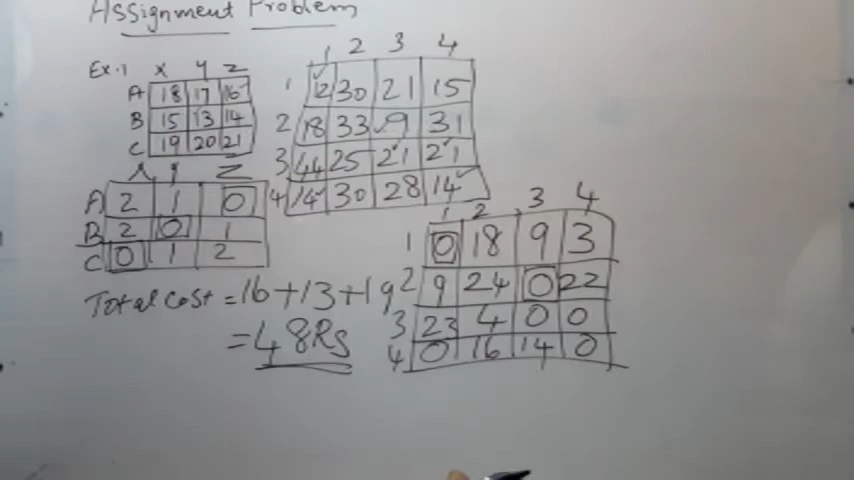 Assignment Problem
Ex.1 X Y Z
A 18 17 16
B 15 13 14
C 19 20 21
X Y Z
A 2 1 0
B 2 0 1
C 0 1 2
Total cost = 16+13+19
= 48Rs
1 2 3 4
1 12 30 21 15
2 18 33 9 31
3 44 25 21 21
4 14 30 28 14
1 2 3 4
1 0 18 9 3
2 9 24 0 22
3 23 4 0 0
4 0 16 14 0